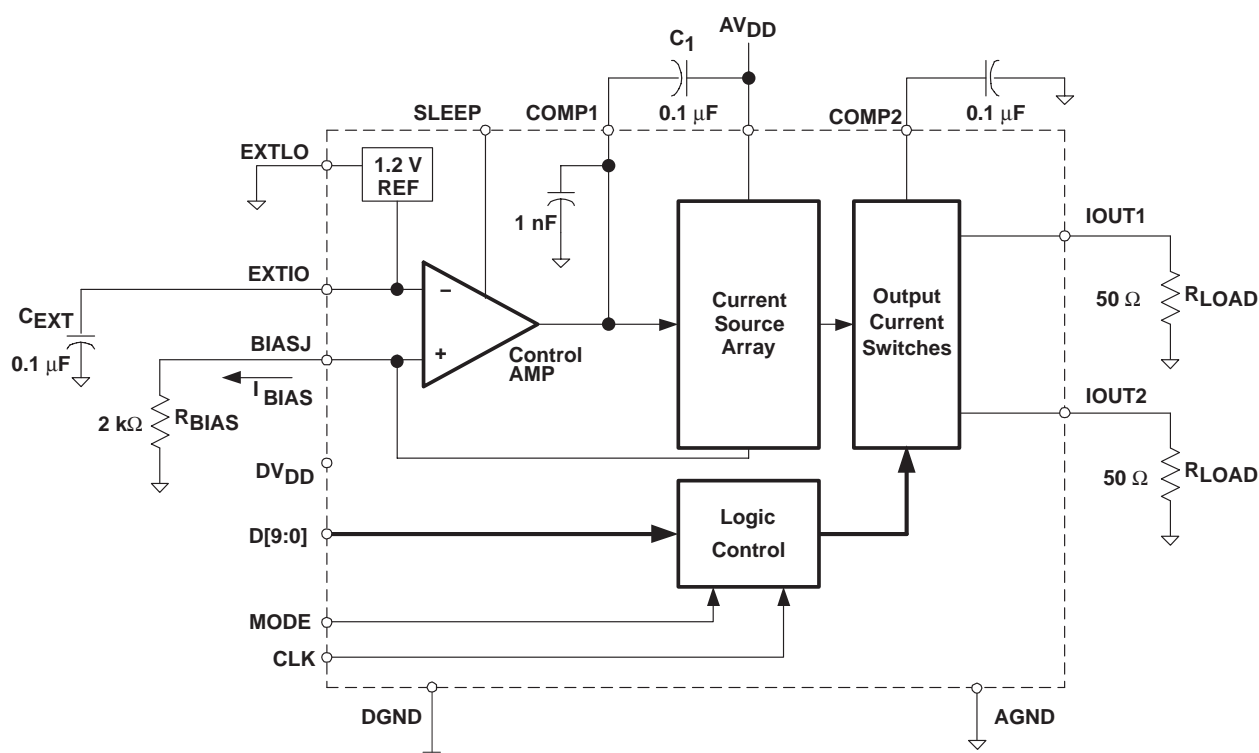 AVDD
C1
0.1 μF
0.1 μF
SLEEP
COMP1
COMP2
EXTLO
1.2 V
REF
1 nF
IOUT1
EXTIO
−
CEXT
0.1 μF
BIASJ
+
Control
AMP
Current
Source
Array
Output
Current
Switches
50 Ω
RLOAD
IBIAS
2 kΩ
RBIAS
IOUT2
DVDD
50 Ω
RLOAD
D[9:0]
Logic
Control
MODE
CLK
DGND
AGND